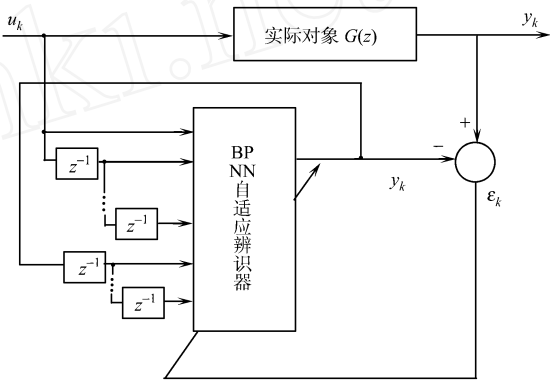 u_k
实际对象 G(z)
y_k
+
−
BP
NN
自
适
应
辨
识
器
z⁻¹
z⁻¹
z⁻¹
z⁻¹
y_k
ε_k